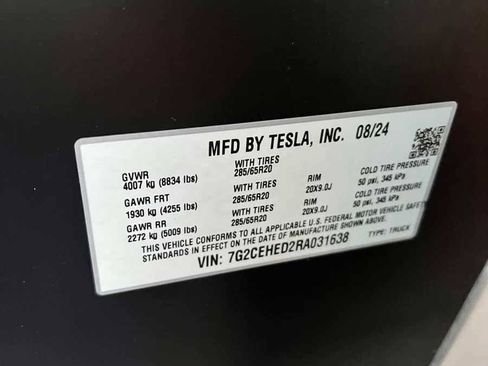 MFD BY TESLA, INC. 08/24
GVWR WITH TIRES
4007 kg (8834 lbs) 285/65R20 RIM COLD TIRE PRESSURE
GAWR FRT WITH TIRES 20X9.0J 50 psi, 345 kPa
1930 kg (4255 lbs) 285/65R20 RIM COLD TIRE PRESSURE
GAWR RR WITH TIRES 20X9.0J 50 psi, 345 kPa
2272 kg (5009 lbs) 285/65R20
THIS VEHICLE CONFORMS TO ALL APPLICABLE U.S. FEDERAL MOTOR VEHICLE SAFETY
IN EFFECT ON THE DATE OF MANUFACTURE SHOWN ABOVE.
VIN: 7G2CEHED2RA031638 TYPE: TRUCK